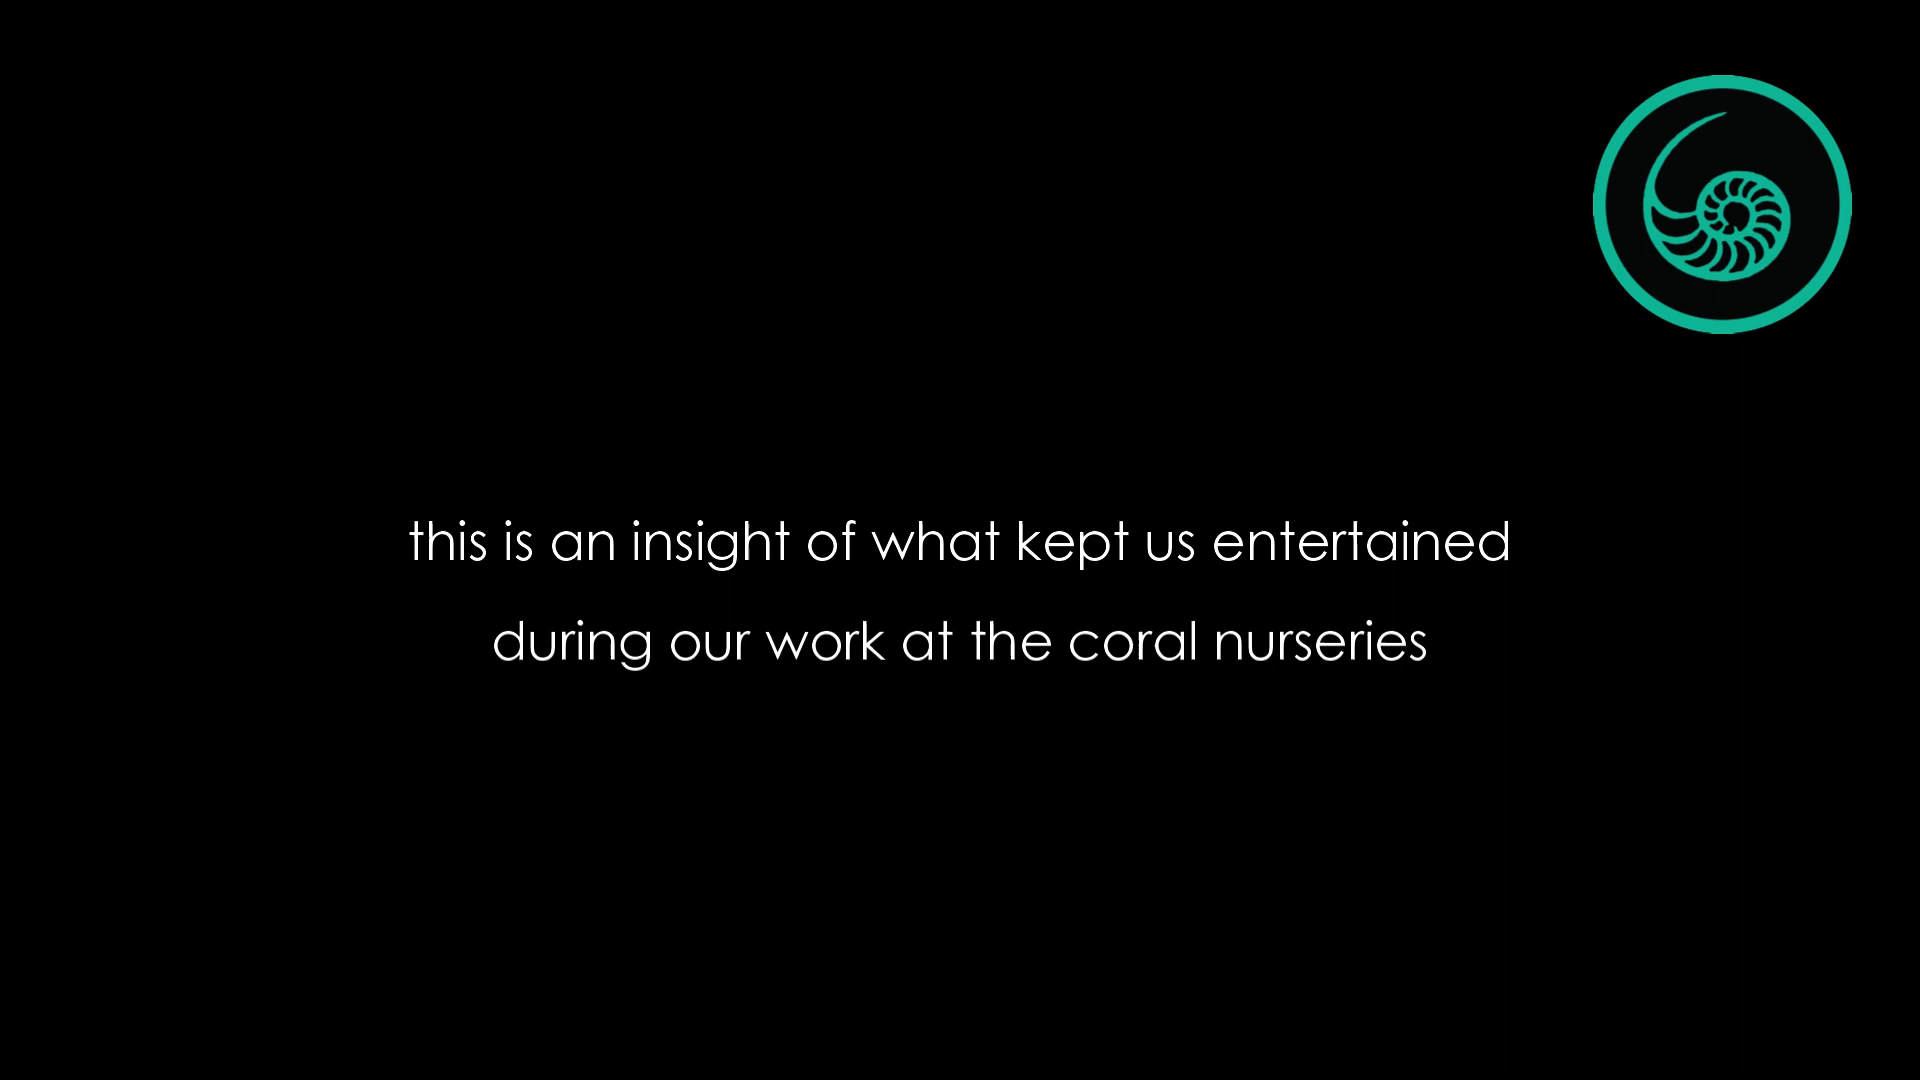 this is an insight of what kept us entertained
during our work at the coral nurseries